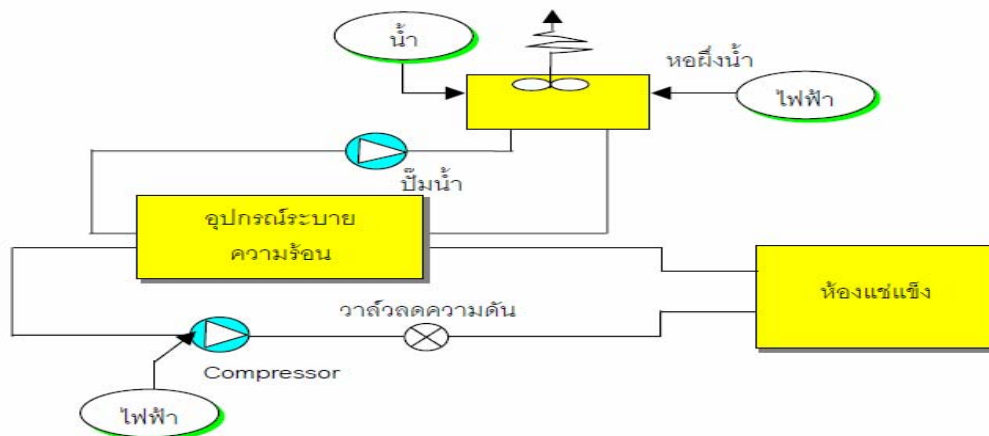 น้ำ
หอผึ่งน้ำ
ไฟฟ้า
ปั๊มน้ำ
อุปกรณ์ระบาย
ความร้อน
ห้องแช่แข็ง
วาล์วลดความดัน
Compressor
ไฟฟ้า